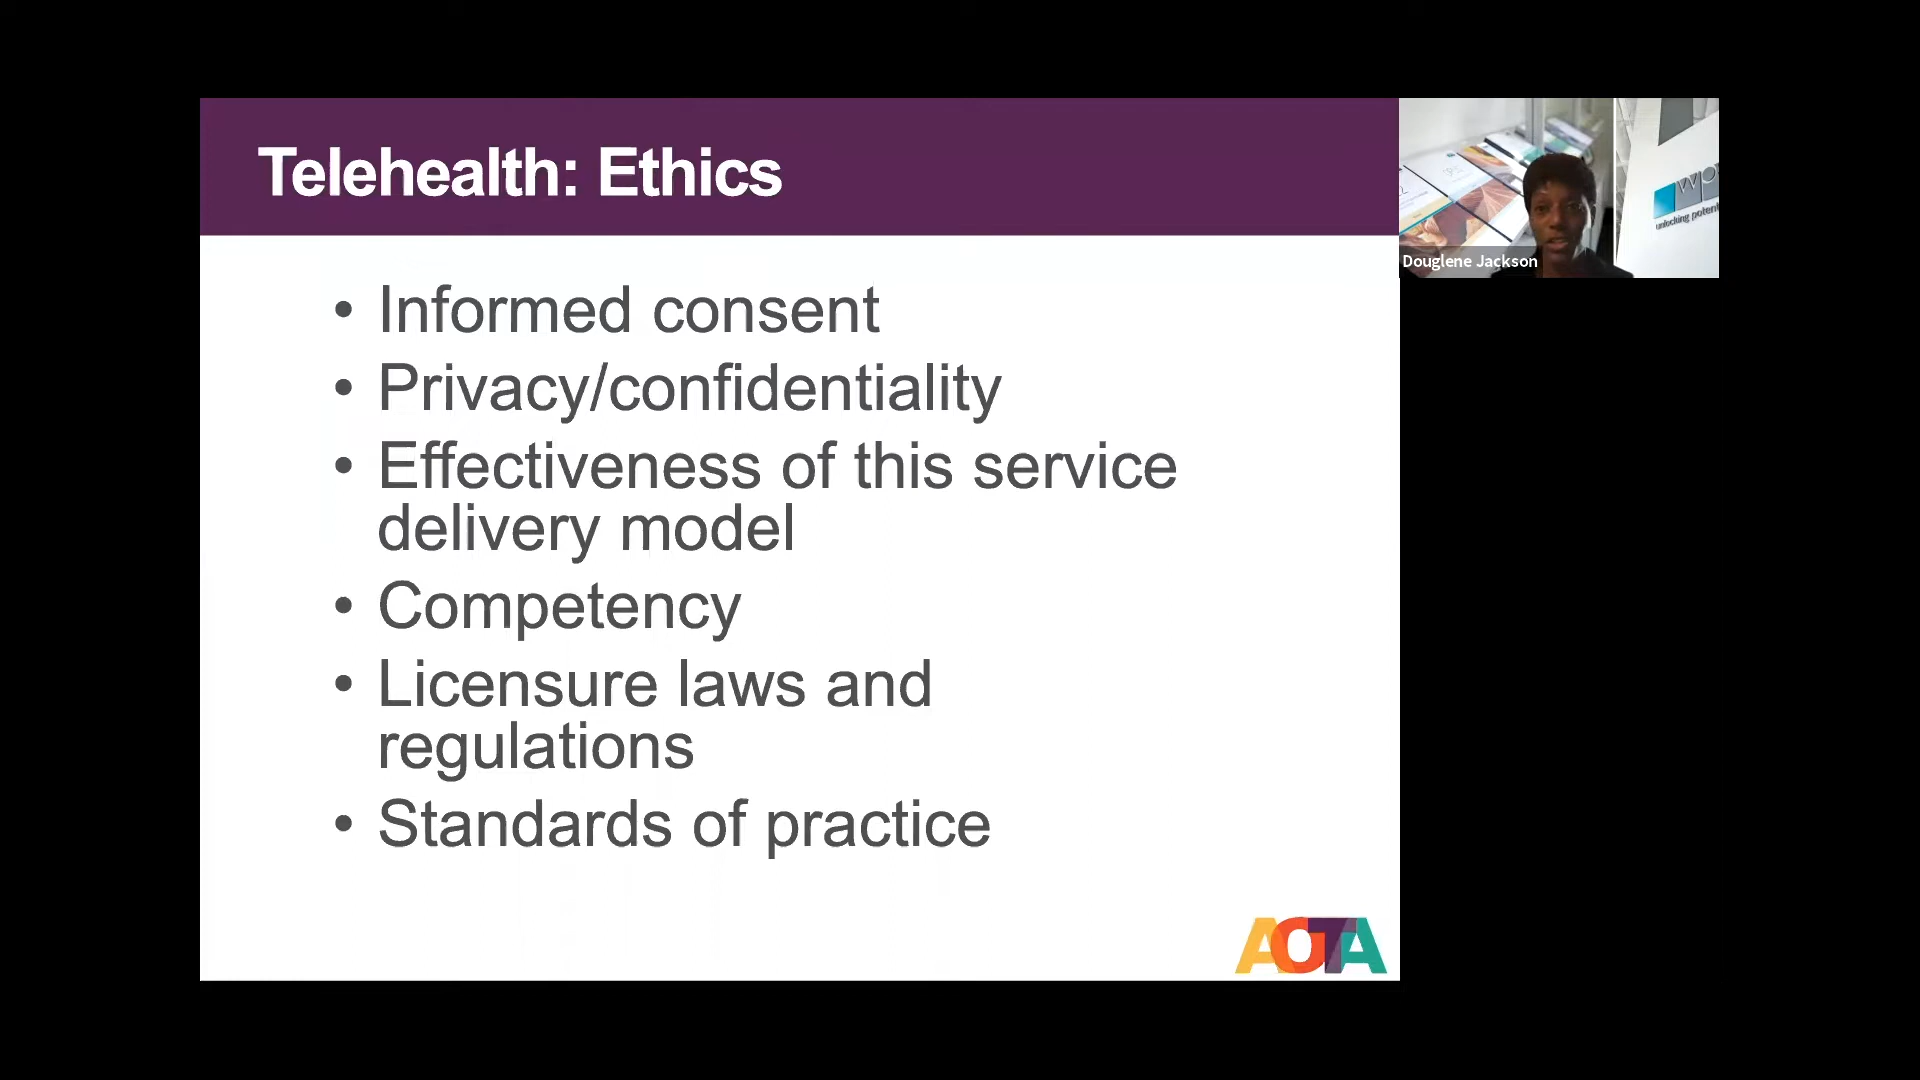 Telehealth: Ethics
• Informed consent
• Privacy/confidentiality
• Effectiveness of this service
delivery model
• Competency
• Licensure laws and
regulations
• Standards of practice
AOTA
Douglene Jackson
unlocking